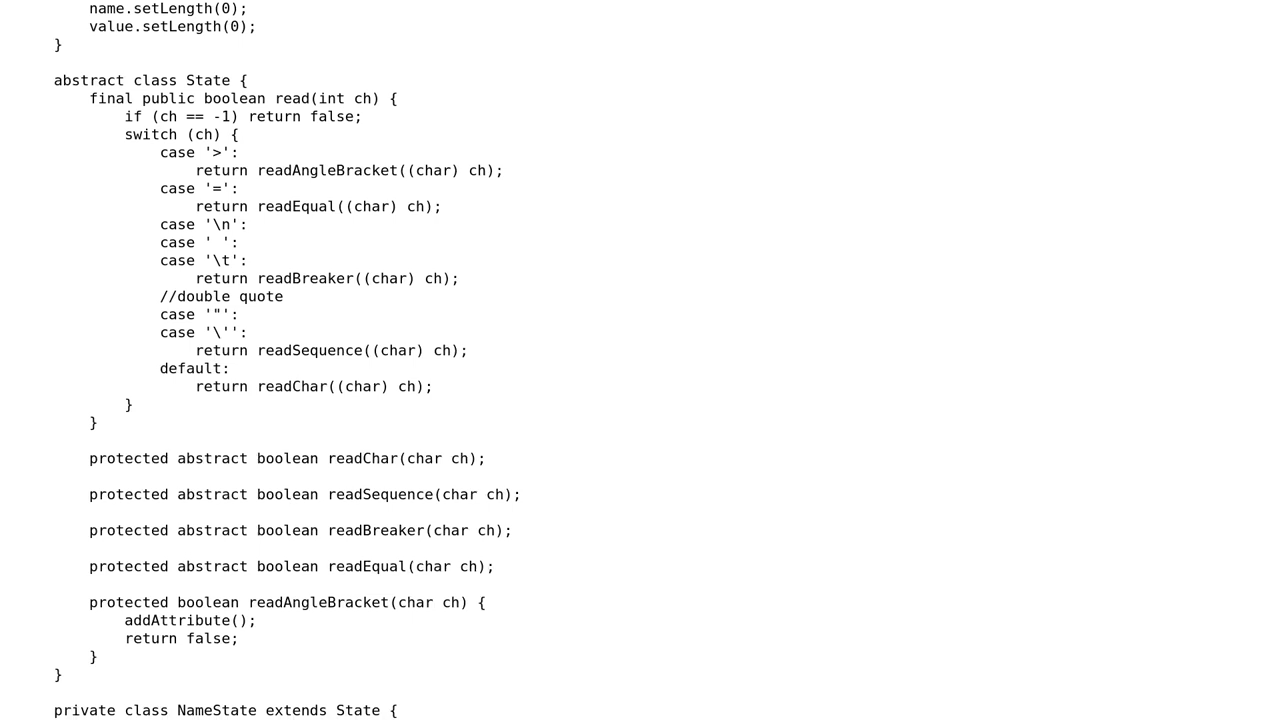 name.setLength(0);
        value.setLength(0);
    }

    abstract class State {
        final public boolean read(int ch) {
            if (ch == -1) return false;
            switch (ch) {
                case '>':
                    return readAngleBracket((char) ch);
                case '=':
                    return readEqual((char) ch);
                case '\n':
                case ' ':
                case '\t':
                    return readBreaker((char) ch);
                //double quote
                case '"':
                case '\'':
                    return readSequence((char) ch);
                default:
                    return readChar((char) ch);
            }
        }

        protected abstract boolean readChar(char ch);

        protected abstract boolean readSequence(char ch);

        protected abstract boolean readBreaker(char ch);

        protected abstract boolean readEqual(char ch);

        protected boolean readAngleBracket(char ch) {
            addAttribute();
            return false;
        }
    }

    private class NameState extends State {